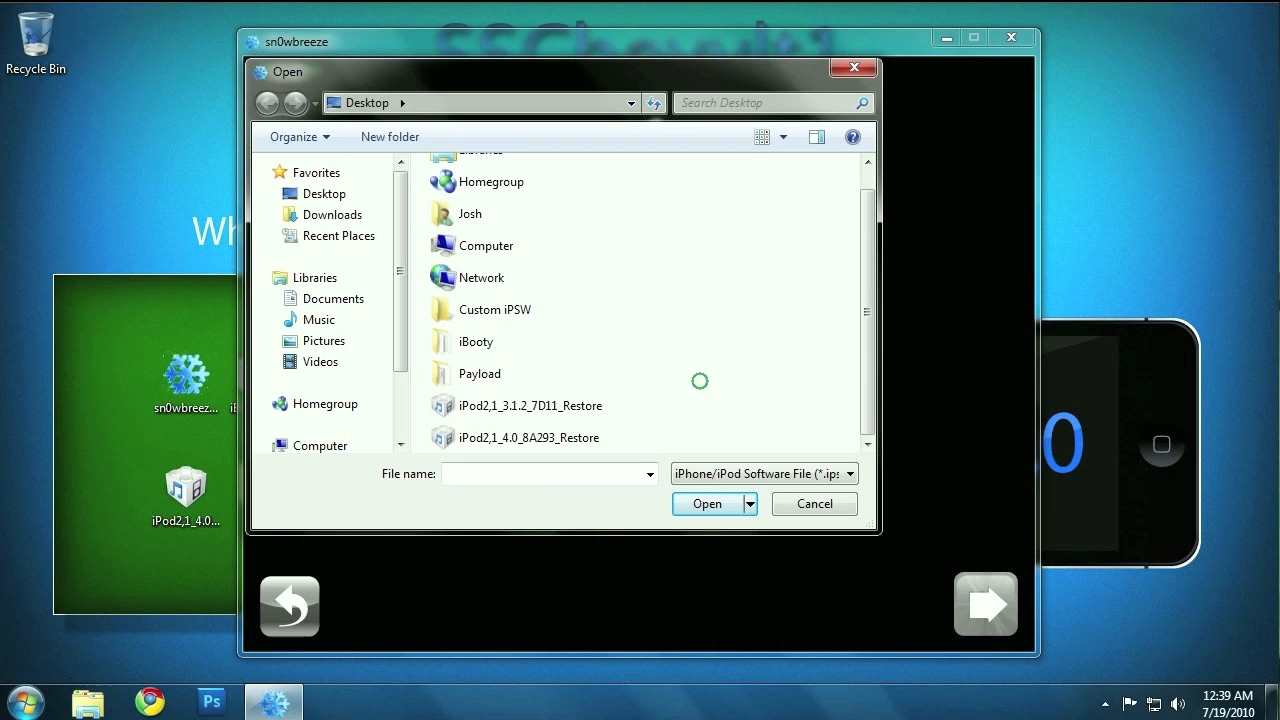 Recycle Bin
sn0wbreeze
Open
Desktop
Search Desktop
Organize
New folder
Favorites
Desktop
Downloads
Recent Places
Libraries
Documents
Music
Pictures
Videos
Homegroup
Computer
Libraries
Homegroup
Josh
Computer
Network
Custom iPSW
iBooty
Payload
iPod2,1_3.1.2_7D11_Restore
iPod2,1_4.0_8A293_Restore
File name:
iPhone/iPod Software File (*.ips
Open
Cancel
Wh
sn0wbreez...
iPod2,1_4.0...
0
Ps
12:39 AM
7/19/2010